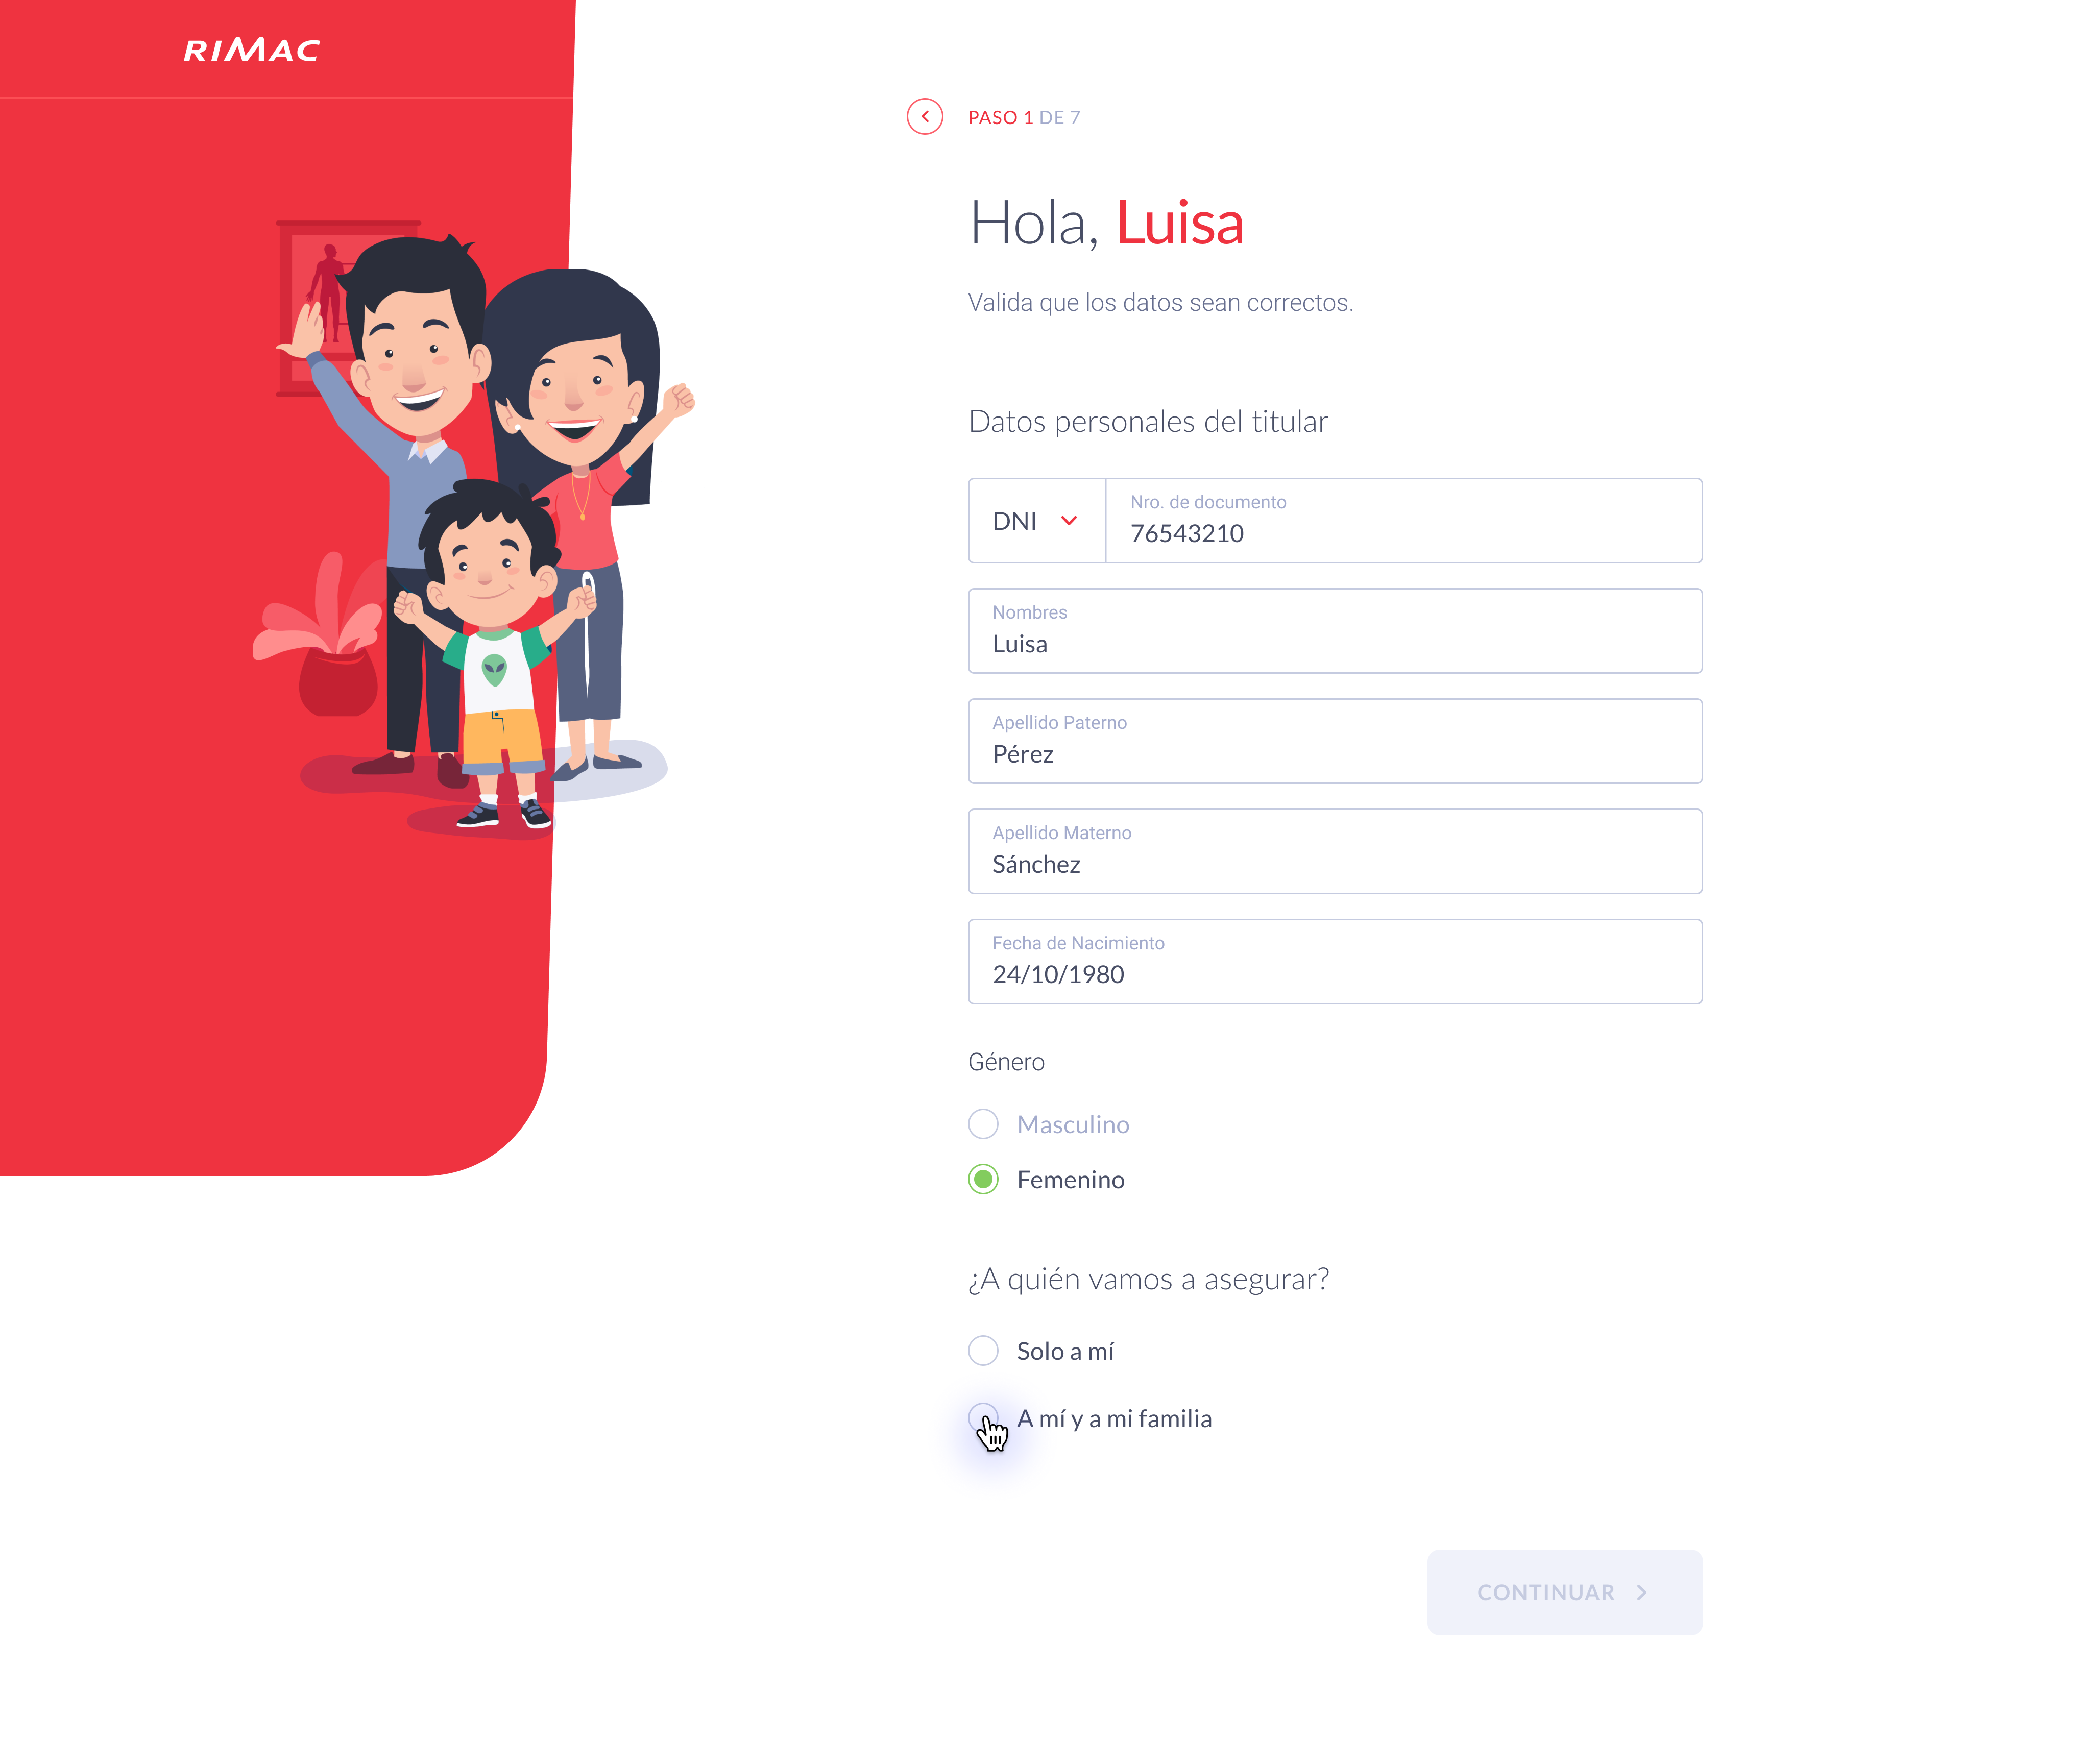 RIMAC
PASO 1 DE 7
Hola, Luisa
Valida que los datos sean correctos.
Datos personales del titular
DNI
Nro. de documento
76543210
Nombres
Luisa
Apellido Paterno
Pérez
Apellido Materno
Sánchez
Fecha de Nacimiento
24/10/1980
Género
Masculino
Femenino
¿A quién vamos a asegurar?
Solo a mí
A mí y a mi familia
CONTINUAR